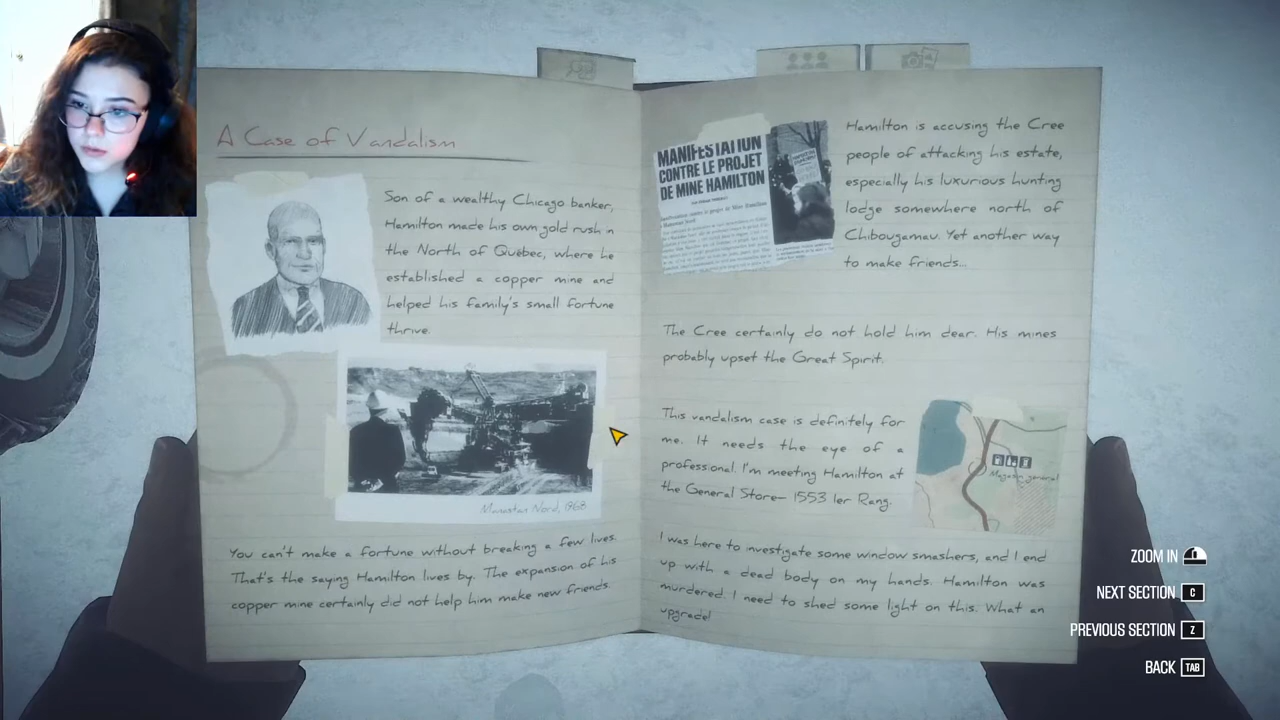 A Case of Vandalism
Son of a wealthy Chicago banker,
Hamilton made his own gold rush in
the North of Québec, where he
established a copper mine and
helped his family's small fortune
thrive.
Manastan Nord, 1968
You can't make a fortune without breaking a few lives.
That's the saying Hamilton lives by. The expansion of his
copper mine certainly did not help him make new friends.
MANIFESTATION
CONTRE LE PROJET
DE MINE HAMILTON
Hamilton is accusing the Cree
people of attacking his estate,
especially his luxurious hunting
lodge somewhere north of
Chibougamau. Yet another way
to make friends...
The Cree certainly do not hold him dear. His mines
probably upset the Great Spirit.
This vandalism case is definitely for
me. It needs the eye of a
professional. I'm meeting Hamilton at
the General Store- 1553 1er Rang.
Magasin général
I was here to investigate some window smashers, and I end
up with a dead body on my hands. Hamilton was
murdered. I need to shed some light on this. What an
upgrade!
ZOOM IN
NEXT SECTION C
PREVIOUS SECTION Z
BACK TAB